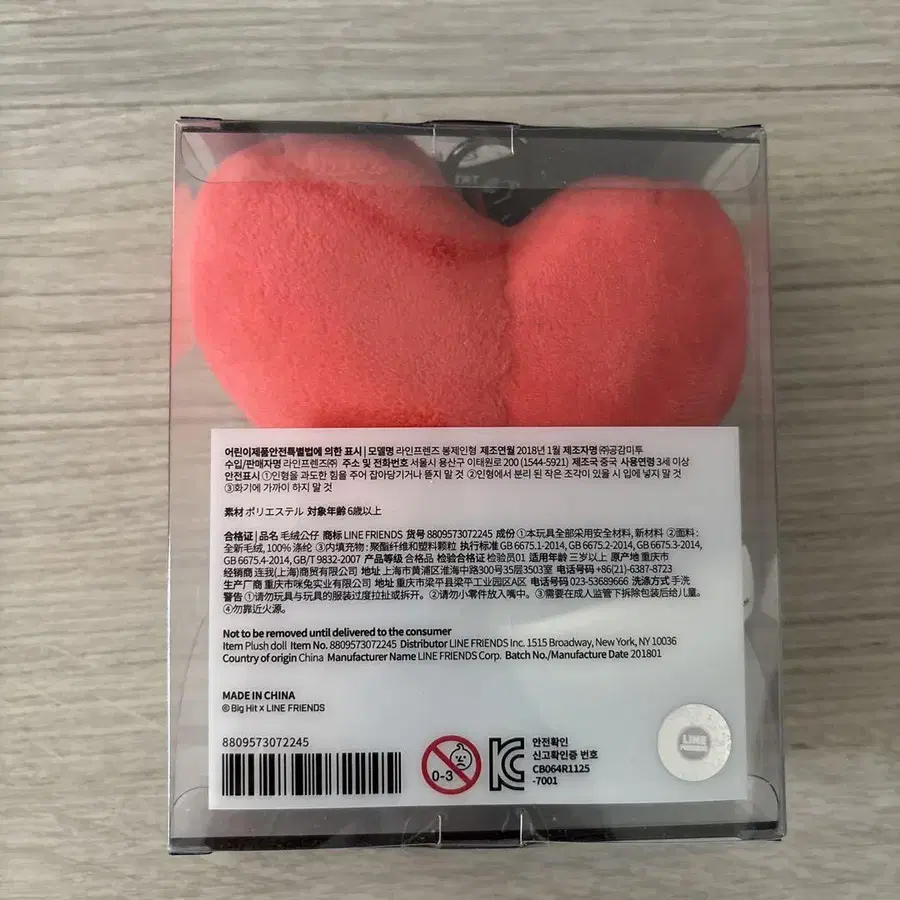 어린이제품안전특별법에 의한 표시 | 모델명 라인프렌즈 봉제인형 제조연월 2018년 1월 제조자명 ㈜공감미투
수입/판매자명 라인프렌즈㈜ 주소 및 전화번호 서울시 용산구 이태원로 200 (1544-5921) 제조국 중국 사용연령 3세 이상
안전표시 ①인형을 과도한 힘을 주어 잡아당기거나 뜯지 말 것 ②인형에서 분리 된 작은 조각이 있을 시 입에 넣지 말 것
③화기에 가까이 하지 말 것
素材 ポリエステル 対象年齢 6歳以上
合格证 | 品名 毛绒公仔 商标 LINE FRIENDS 货号 8809573072245 成份 ①本玩具全部采用安全材料, 新材料 ②面料:
全新毛绒, 100% 涤纶 ③内填充物: 聚酯纤维和塑料颗粒 执行标准 GB 6675.1-2014, GB 6675.2-2014, GB 6675.3-2014,
GB 6675.4-2014, GB/T 9832-2007 产品等级 合格品 检验合格证 检验员01 适用年龄 三岁以上 原产地 重庆市
经销商 连我(上海)商贸有限公司 地址 上海市黄浦区淮海中路300号35层3503室 电话号码 +86(21)-6387-8723
生产厂商 重庆市咪兔实业有限公司 地址 重庆市梁平县梁平工业园区A区 电话号码 023-53689666 洗涤方式 手洗
警告 ①请勿玩具与玩具的服装过度拉扯或拆开。②请勿小零件放入嘴中。③需要在成人监管下拆除包装后给儿童。
④勿靠近火源。
Not to be removed until delivered to the consumer
Item Plush doll Item No. 8809573072245 Distributor LINE FRIENDS Inc. 1515 Broadway, New York, NY 10036
Country of origin China Manufacturer Name LINE FRIENDS Corp. Batch No./Manufacture Date 201801
MADE IN CHINA
© Big Hit x LINE FRIENDS
8809573072245
0-3
안전확인
신고확인증 번호
CB064R1125
-7001
LINE
FRIENDS